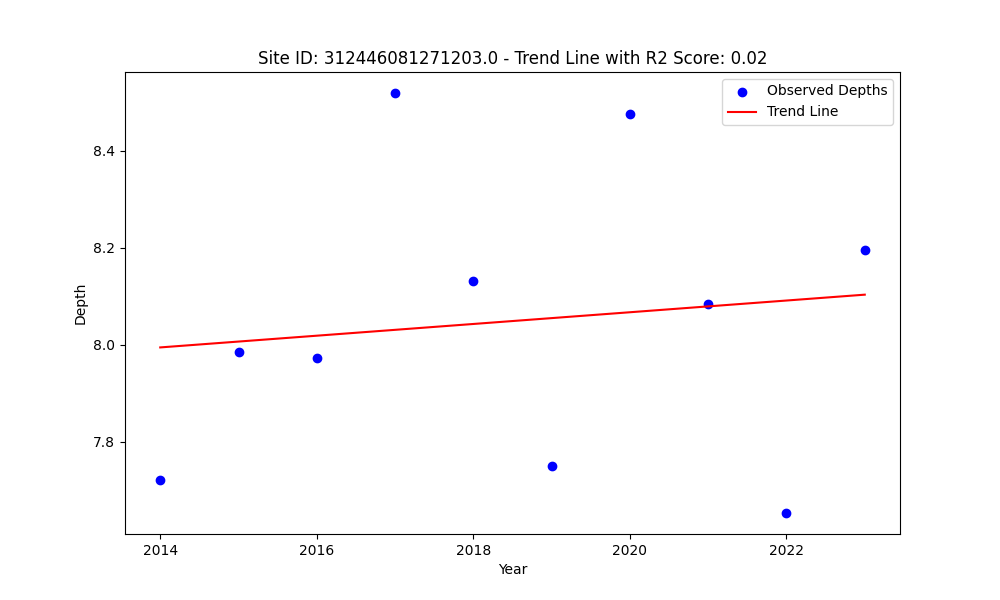 Site ID: 312446081271203.0 - Trend Line with R2 Score: 0.02
Observed Depths
Trend Line
8.4
8.2
8.0
7.8
Depth
2014
2016
2018
2020
2022
Year